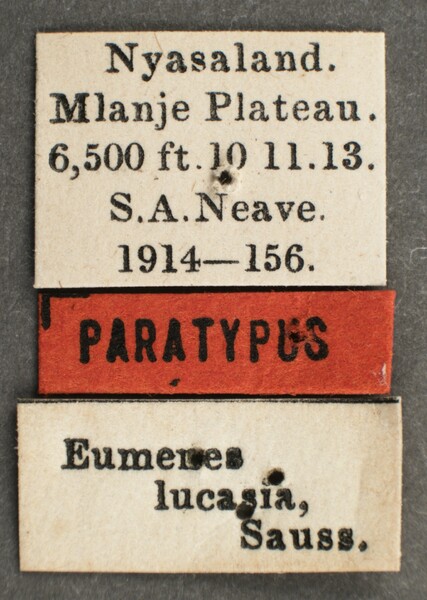 Nyasaland.
Mlanje Plateau.
6,500 ft. 10 11.13.
S.A.Neave.
1914—156.
PARATYPUS
Eumenes
lucasia,
Sauss.